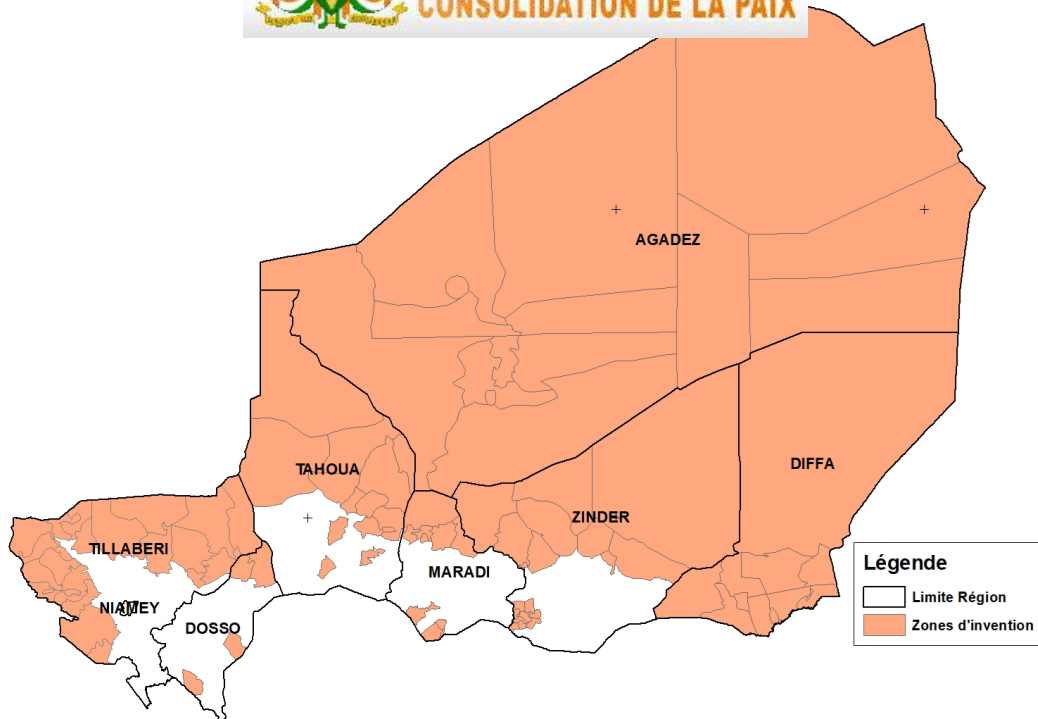 CONSOLIDATION DE LA PAIX
AGADEZ
TAHOUA
DIFFA
ZINDER
TILLABERI
MARADI
NIAMEY
DOSSO
Légende
Limite Région
Zones d'invention